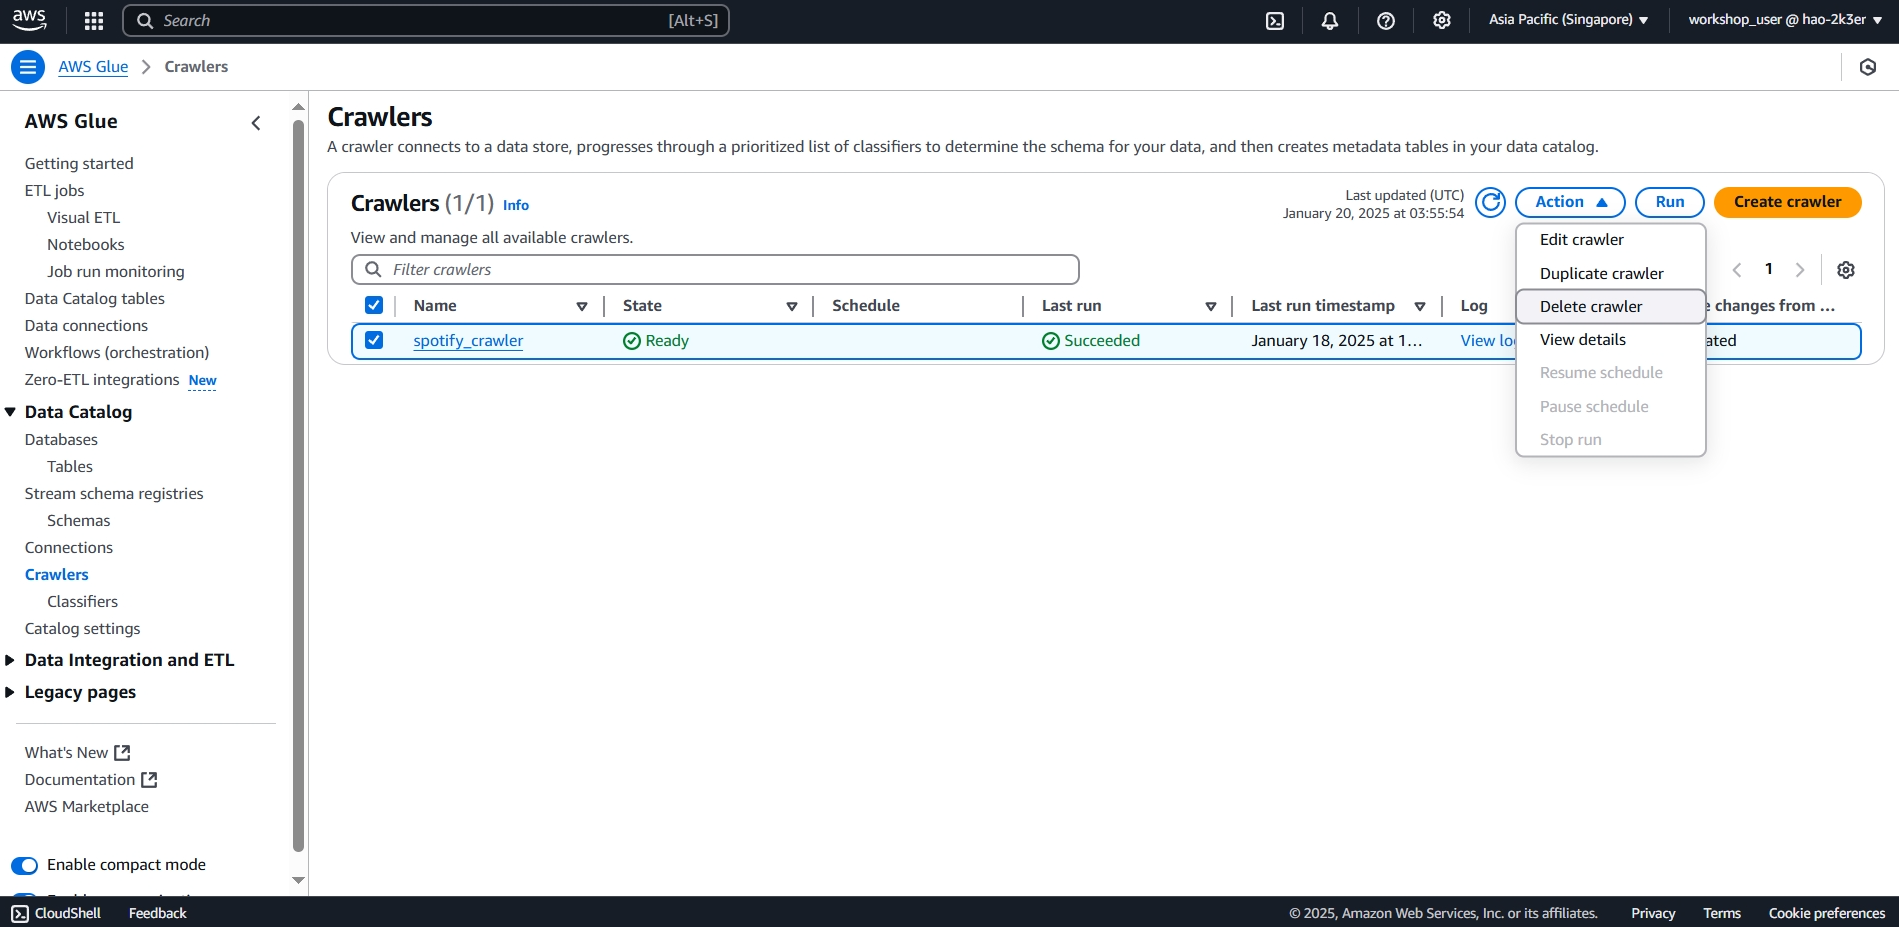 aws
Search
[Alt+S]
Asia Pacific (Singapore)
workshop_user @ hao-2k3er
AWS Glue
Crawlers
AWS Glue
Getting started
ETL jobs
Visual ETL
Notebooks
Job run monitoring
Data Catalog tables
Data connections
Workflows (orchestration)
Zero-ETL integrations New
Data Catalog
Databases
Tables
Stream schema registries
Schemas
Connections
Crawlers
Classifiers
Catalog settings
Data Integration and ETL
Legacy pages
What's New
Documentation
AWS Marketplace
Enable compact mode
Crawlers
A crawler connects to a data store, progresses through a prioritized list of classifiers to determine the schema for your data, and then creates metadata tables in your data catalog.
Crawlers (1/1) Info
View and manage all available crawlers.
Last updated (UTC)
January 20, 2025 at 03:55:54
Action
Run
Create crawler
Filter crawlers
1
Edit crawler
Duplicate crawler
Delete crawler
View details
Resume schedule
Pause schedule
Stop run
Name State Schedule Last run Last run timestamp Log changes from ...
spotify_crawler Ready Succeeded January 18, 2025 at 1... View
CloudShell
Feedback
© 2025, Amazon Web Services, Inc. or its affiliates.
Privacy
Terms
Cookie preferences